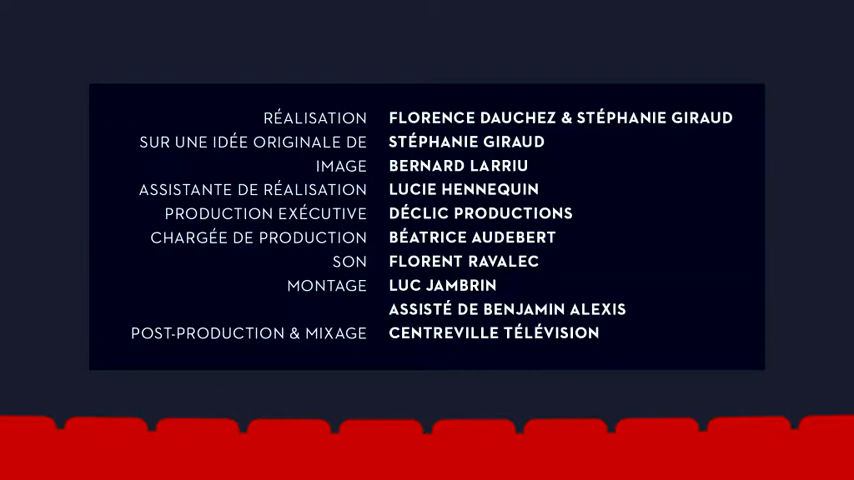 RÉALISATION FLORENCE DAUCHEZ & STÉPHANIE GIRAUD
SUR UNE IDÉE ORIGINALE DE STÉPHANIE GIRAUD
IMAGE BERNARD LARRIU
ASSISTANTE DE RÉALISATION LUCIE HENNEQUIN
PRODUCTION EXÉCUTIVE DÉCLIC PRODUCTIONS
CHARGÉE DE PRODUCTION BÉATRICE AUDEBERT
SON FLORENT RAVALEC
MONTAGE LUC JAMBRIN
ASSISTÉ DE BENJAMIN ALEXIS
POST-PRODUCTION & MIXAGE CENTREVILLE TÉLÉVISION